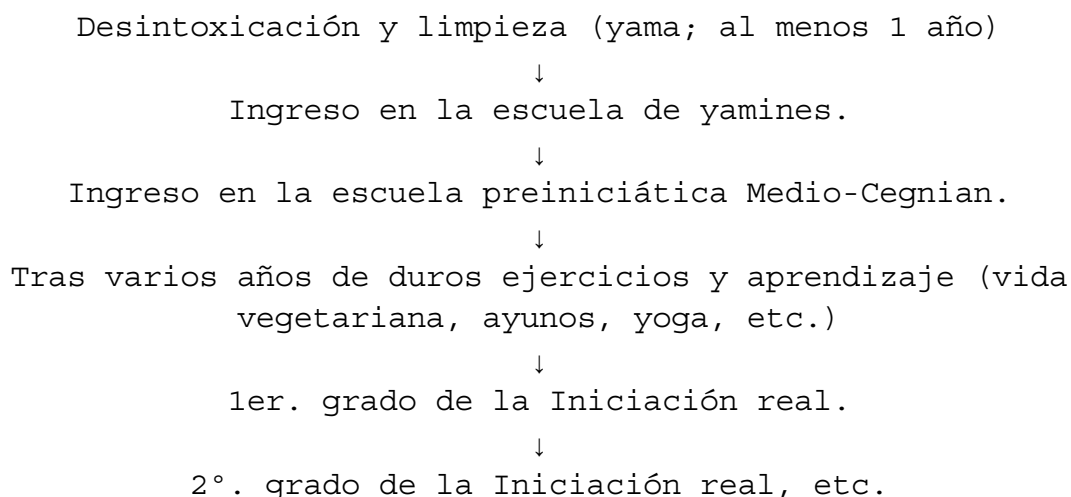 Desintoxicación y limpieza (yama; al menos 1 año)
↓
Ingreso en la escuela de yamines.
↓
Ingreso en la escuela preiniciática Medio-Cegnian.
↓
Tras varios años de duros ejercicios y aprendizaje (vida
vegetariana, ayunos, yoga, etc.)
↓
1er. grado de la Iniciación real.
↓
2º. grado de la Iniciación real, etc.